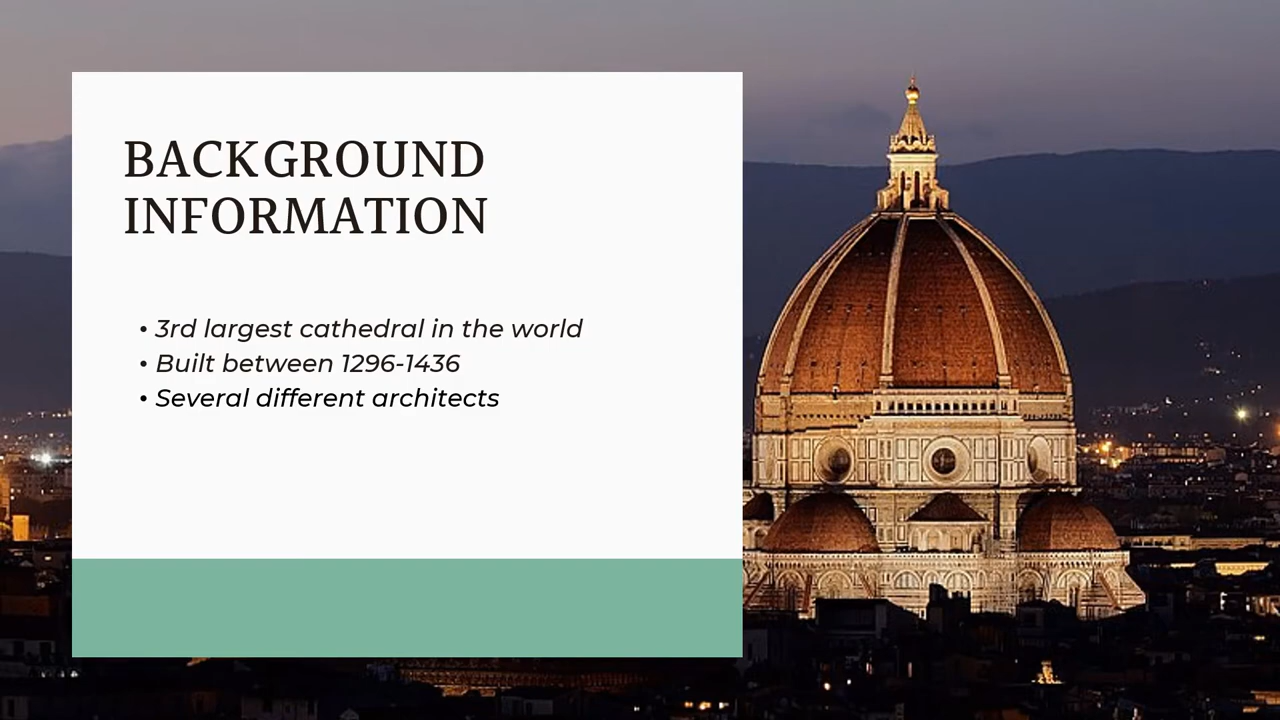 BACKGROUND
INFORMATION
• 3rd largest cathedral in the world
• Built between 1296-1436
• Several different architects